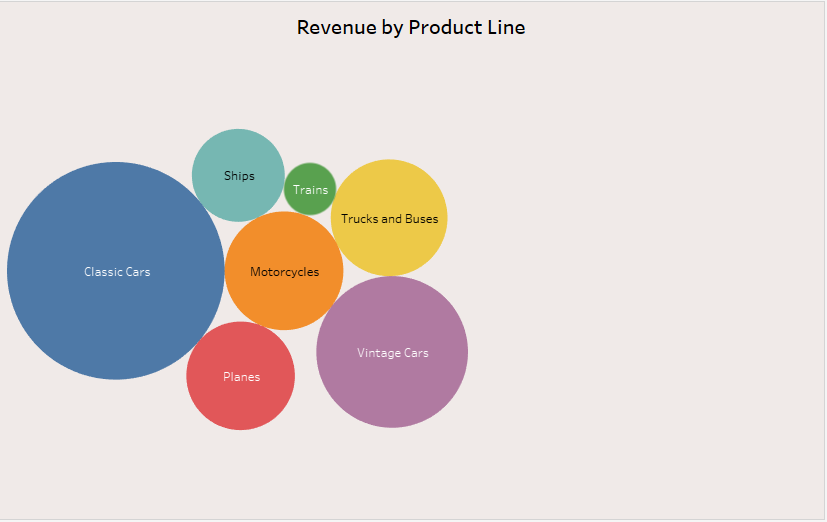 Revenue by Product Line
Ships
Trains
Trucks and Buses
Classic Cars
Motorcycles
Vintage Cars
Planes